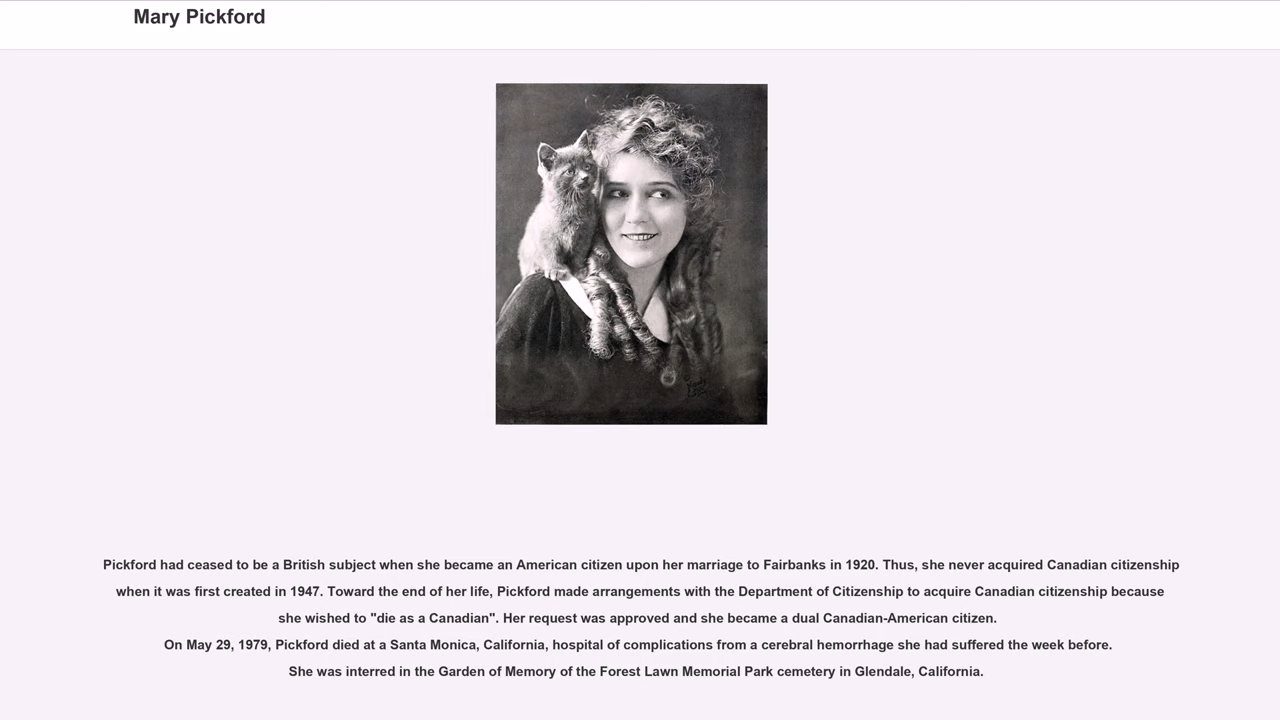 Mary Pickford
Pickford had ceased to be a British subject when she became an American citizen upon her marriage to Fairbanks in 1920. Thus, she never acquired Canadian citizenship
when it was first created in 1947. Toward the end of her life, Pickford made arrangements with the Department of Citizenship to acquire Canadian citizenship because
she wished to "die as a Canadian". Her request was approved and she became a dual Canadian-American citizen.
On May 29, 1979, Pickford died at a Santa Monica, California, hospital of complications from a cerebral hemorrhage she had suffered the week before.
She was interred in the Garden of Memory of the Forest Lawn Memorial Park cemetery in Glendale, California.